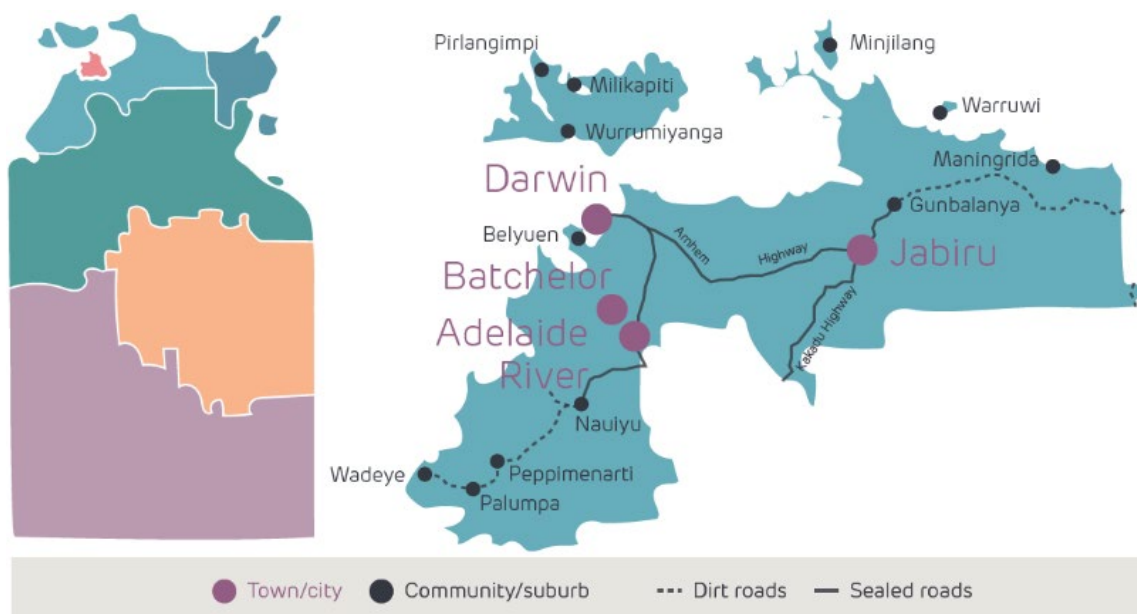 Pirlangimpi
Milikapiti
Wurrumiyanga
Minjilang
Warruwi
Maningrida
Gunbalanya
Darwin
Belyuen
Arnhem
Highway
Jabiru
Batchelor
Adelaide
River
Kakadu Highway
Nauiyu
Wadeye
Peppimenarti
Palumpa
Town/city
Community/suburb
Dirt roads
Sealed roads